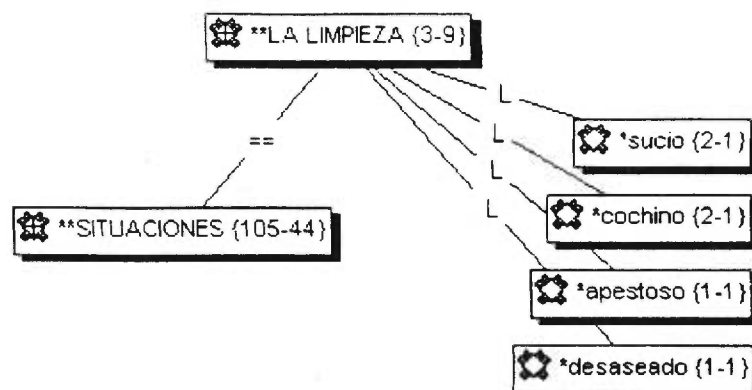 **LA LIMPIEZA {3-9}
L
==
L
*sucio {2-1}
L
*cochino {2-1}
L
**SITUACIONES {105-44}
*apestoso {1-1}
*desaseado {1-1}